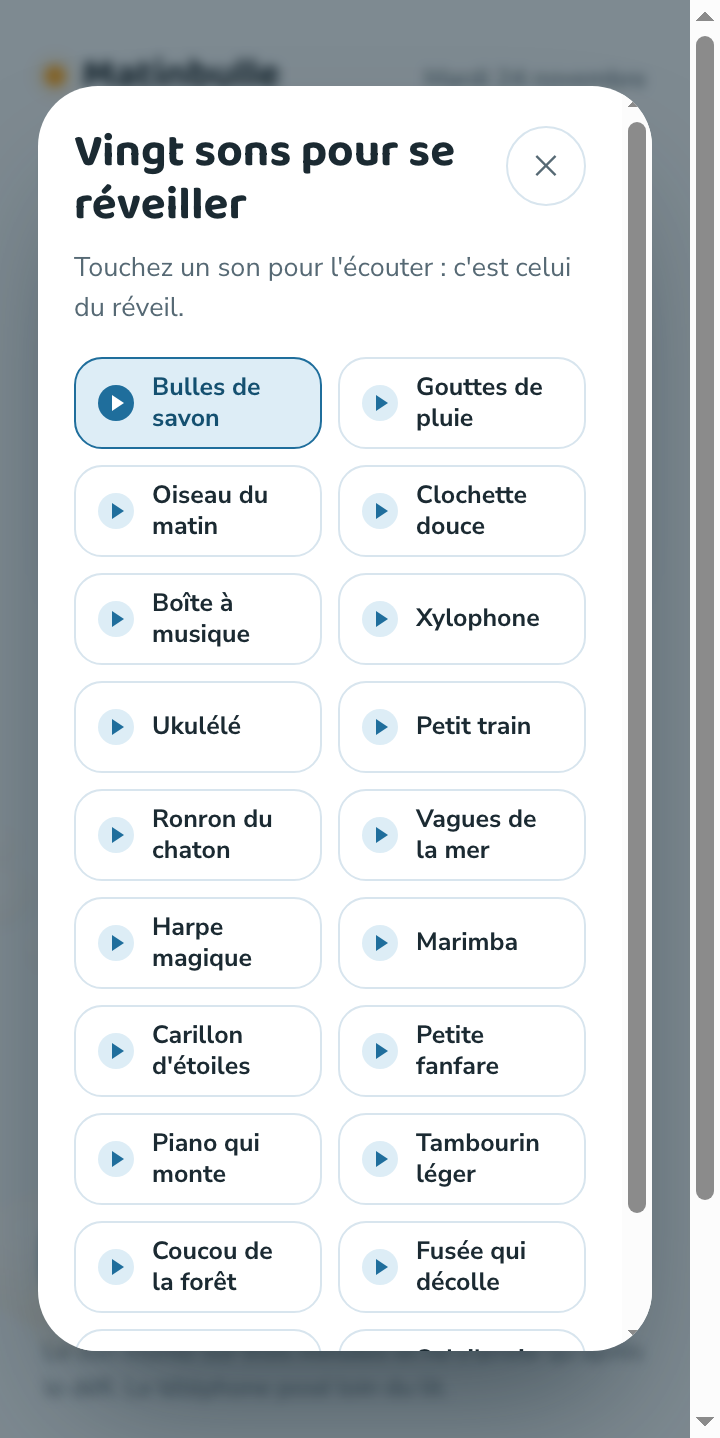 Matinbulle
Vingt sons pour se
réveiller
Touchez un son pour l'écouter : c'est celui
du réveil.
Bulles de
savon
Gouttes de
pluie
Oiseau du
matin
Clochette
douce
Boîte à
musique
Xylophone
Ukulélé
Petit train
Ronron du
chaton
Vagues de
la mer
Harpe
magique
Marimba
Carillon
d'étoiles
Petite
fanfare
Piano qui
monte
Tambourin
léger
Coucou de
la forêt
Fusée qui
décolle